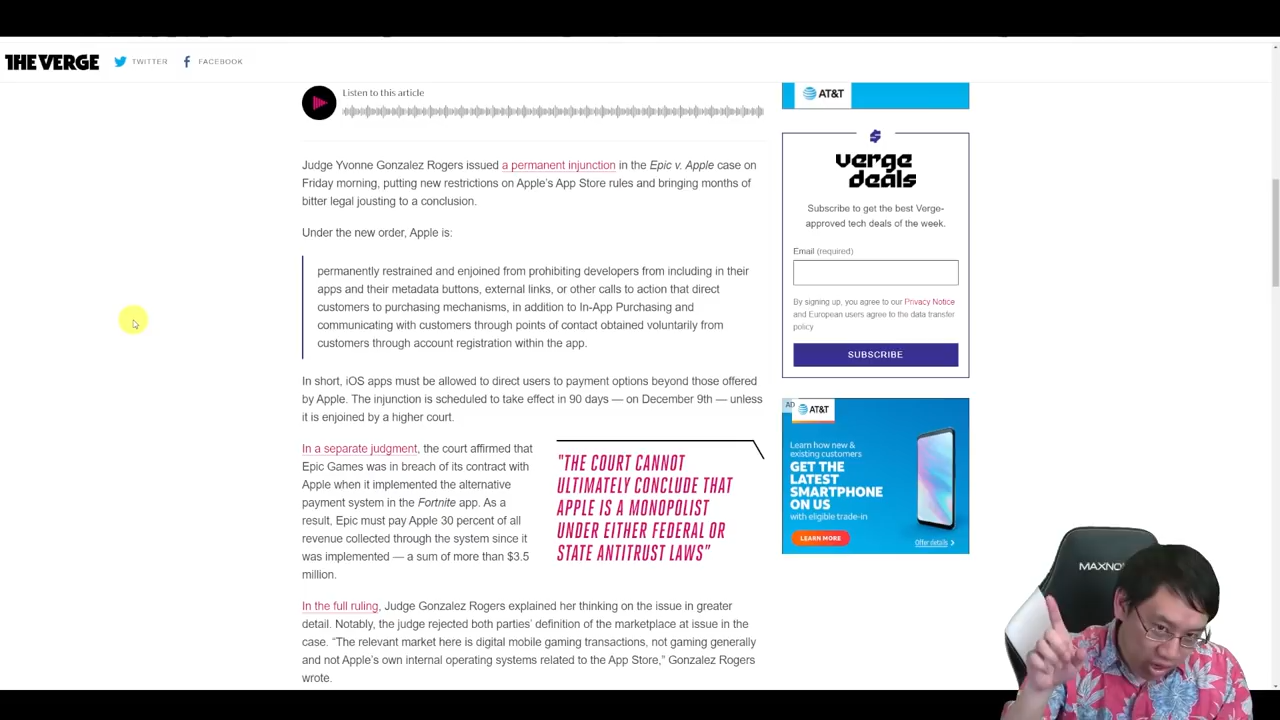 THE VERGE
TWITTER
FACEBOOK
Listen to this article
Judge Yvonne Gonzalez Rogers issued a permanent injunction in the Epic v. Apple case on
Friday morning, putting new restrictions on Apple's App Store rules and bringing months of
bitter legal jousting to a conclusion.
Under the new order, Apple is:
permanently restrained and enjoined from prohibiting developers from including in their
apps and their metadata buttons, external links, or other calls to action that direct
customers to purchasing mechanisms, in addition to In-App Purchasing and
communicating with customers through points of contact obtained voluntarily from
customers through account registration within the app.
In short, iOS apps must be allowed to direct users to payment options beyond those offered
by Apple. The injunction is scheduled to take effect in 90 days — on December 9th — unless
it is enjoined by a higher court.
In a separate judgment, the court affirmed that
Epic Games was in breach of its contract with
Apple when it implemented the alternative
payment system in the Fortnite app. As a
result, Epic must pay Apple 30 percent of all
revenue collected through the system since it
was implemented — a sum of more than $3.5
million.
"THE COURT CANNOT
ULTIMATELY CONCLUDE THAT
APPLE IS A MONOPOLIST
UNDER EITHER FEDERAL OR
STATE ANTITRUST LAWS"
In the full ruling, Judge Gonzalez Rogers explained her thinking on the issue in greater
detail. Notably, the judge rejected both parties' definition of the marketplace at issue in the
case. "The relevant market here is digital mobile gaming transactions, not gaming generally
and not Apple's own internal operating systems related to the App Store," Gonzalez Rogers
wrote.
AT&T
verge
deals
Subscribe to get the best Verge-
approved tech deals of the week.
Email (required)
By signing up, you agree to our Privacy Notice
and European users agree to the data transfer
policy
SUBSCRIBE
AD
AT&T
Learn how new &
existing customers
GET THE
LATEST
SMARTPHONE
ON US
with eligible trade-in
LEARN MORE
Offer details